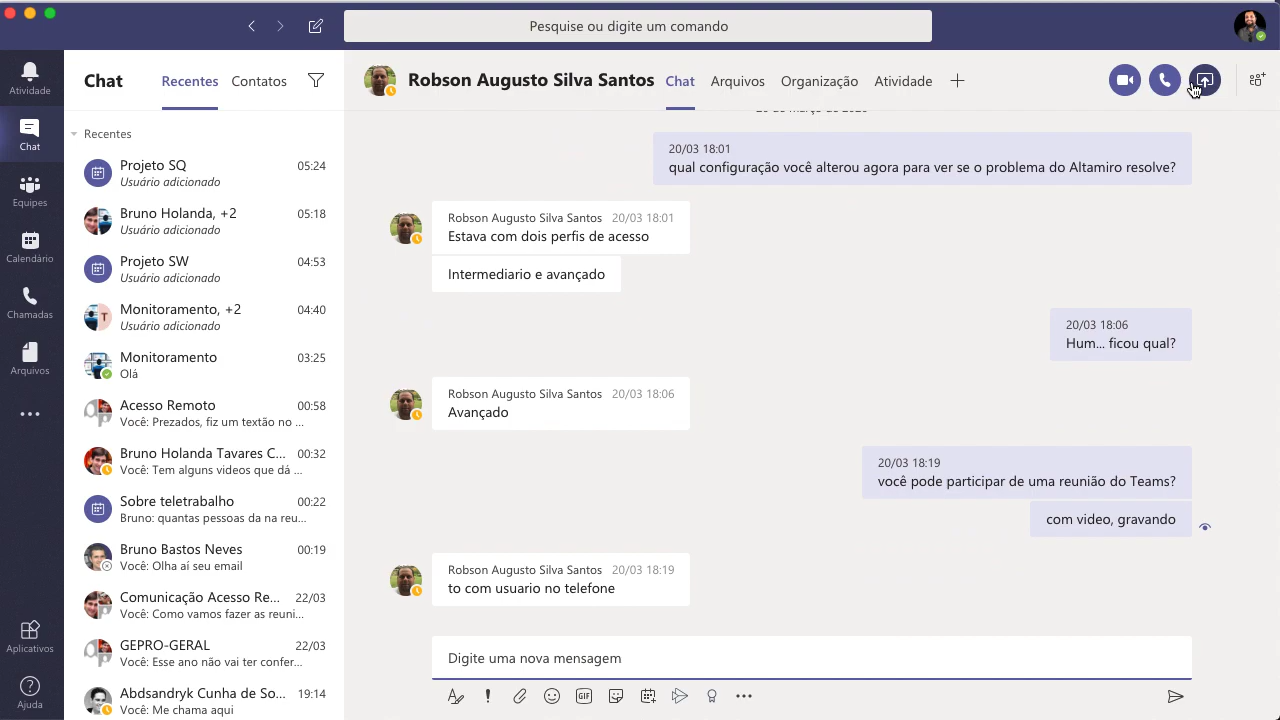 Pesquise ou digite um comando
Atividade
Chat
Equipes
Calendário
Chamadas
Arquivos
Aplicativos
Ajuda
Chat
Recentes
Contatos
Recentes
Projeto SQ 05:24
Usuário adicionado
Bruno Holanda, +2 05:18
Usuário adicionado
Projeto SW 04:53
Usuário adicionado
Monitoramento, +2 04:40
Usuário adicionado
T
Monitoramento 03:25
Olá
Acesso Remoto 00:58
Você: Prezados, fiz um textão no ...
Bruno Holanda Tavares C... 00:32
Você: Tem alguns videos que dá ...
Sobre teletrabalho 00:22
Bruno: quantas pessoas da na reu...
Bruno Bastos Neves 00:19
Você: Olha aí seu email
Comunicação Acesso Re... 22/03
Você: Como vamos fazer as reuni...
GEPRO-GERAL 22/03
Você: Esse ano não vai ter confer...
Abdsandryk Cunha de So... 19:14
Você: Me chama aqui
Robson Augusto Silva Santos
Chat
Arquivos
Organização
Atividade
20/03 18:01
qual configuração você alterou agora para ver se o problema do Altamiro resolve?
Robson Augusto Silva Santos 20/03 18:01
Estava com dois perfis de acesso
Intermediario e avançado
20/03 18:06
Hum... ficou qual?
Robson Augusto Silva Santos 20/03 18:06
Avançado
20/03 18:19
você pode participar de uma reunião do Teams?
com video, gravando
Robson Augusto Silva Santos 20/03 18:19
to com usuario no telefone
Digite uma nova mensagem
GIF